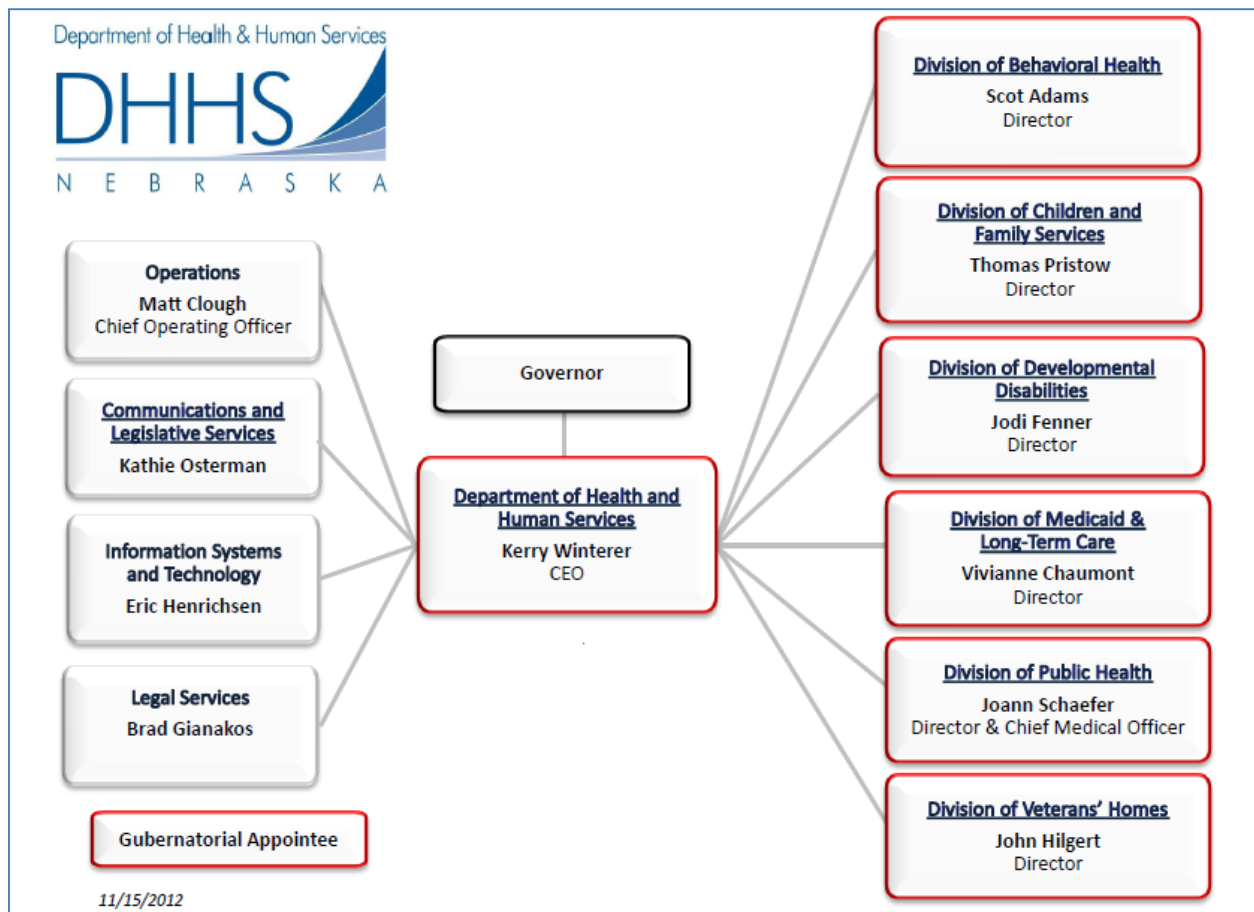 Department of Health & Human Services
DHHS
NEBRASKA
Operations
Matt Clough
Chief Operating Officer
Communications and
Legislative Services
Kathie Osterman
Information Systems
and Technology
Eric Henrichsen
Legal Services
Brad Gianakos
Gubernatorial Appointee
11/15/2012
Governor
Department of Health and
Human Services
Kerry Winterer
CEO
Division of Behavioral Health
Scot Adams
Director
Division of Children and
Family Services
Thomas Pristow
Director
Division of Developmental
Disabilities
Jodi Fenner
Director
Division of Medicaid &
Long-Term Care
Vivianne Chaumont
Director
Division of Public Health
Joann Schaefer
Director & Chief Medical Officer
Division of Veterans' Homes
John Hilgert
Director